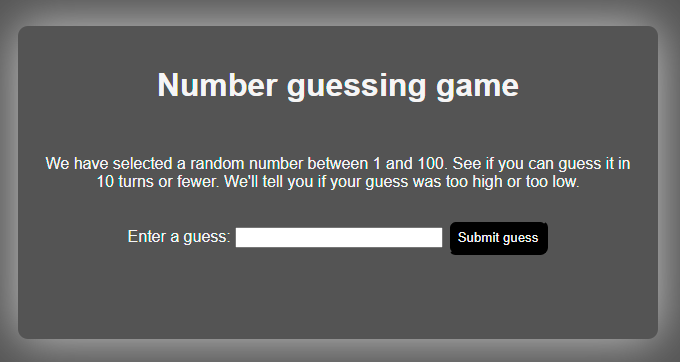 Number guessing game
We have selected a random number between 1 and 100. See if you can guess it in
10 turns or fewer. We'll tell you if your guess was too high or too low.
Enter a guess: Submit guess